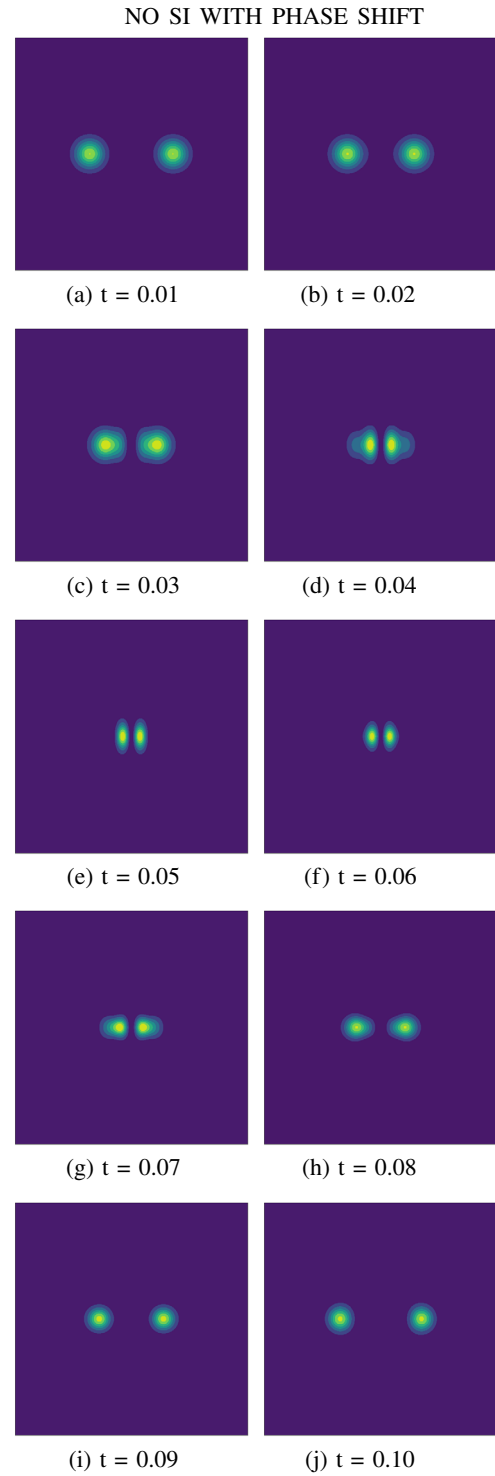 NO SI WITH PHASE SHIFT
(a) t = 0.01
(b) t = 0.02
(c) t = 0.03
(d) t = 0.04
(e) t = 0.05
(f) t = 0.06
(g) t = 0.07
(h) t = 0.08
(i) t = 0.09
(j) t = 0.10